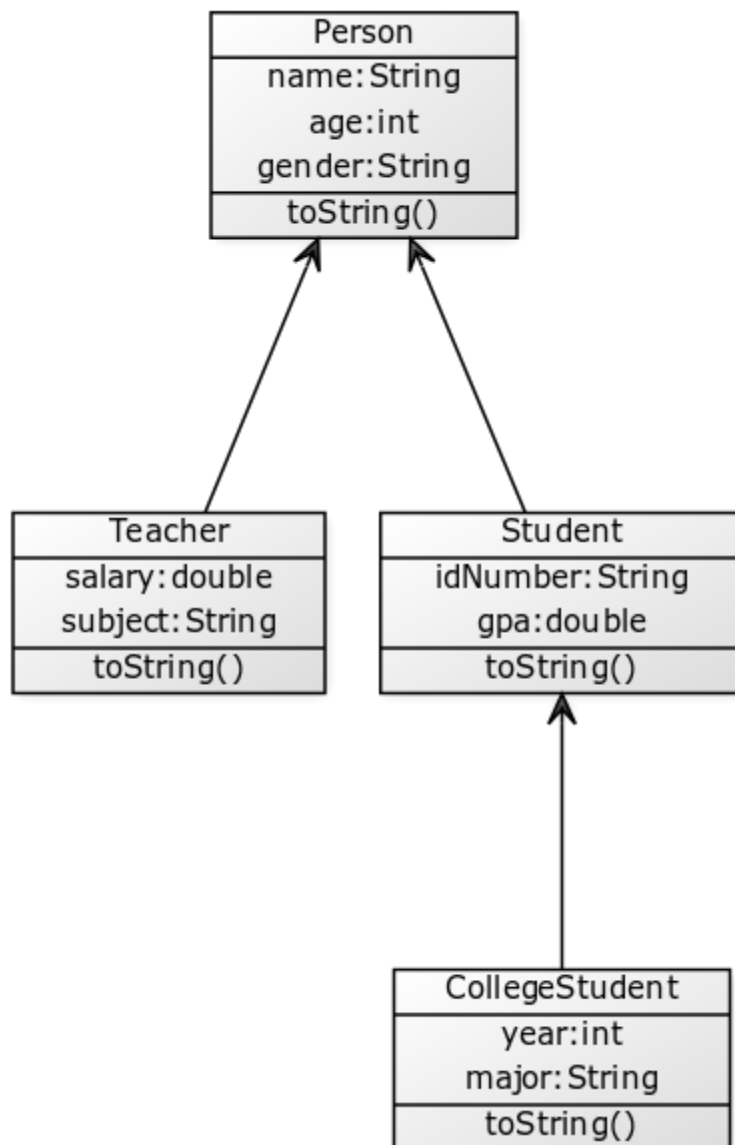 Person
name:String
age:int
gender:String
toString()
Teacher
salary:double
subject:String
toString()
Student
idNumber:String
gpa:double
toString()
CollegeStudent
year:int
major:String
toString()